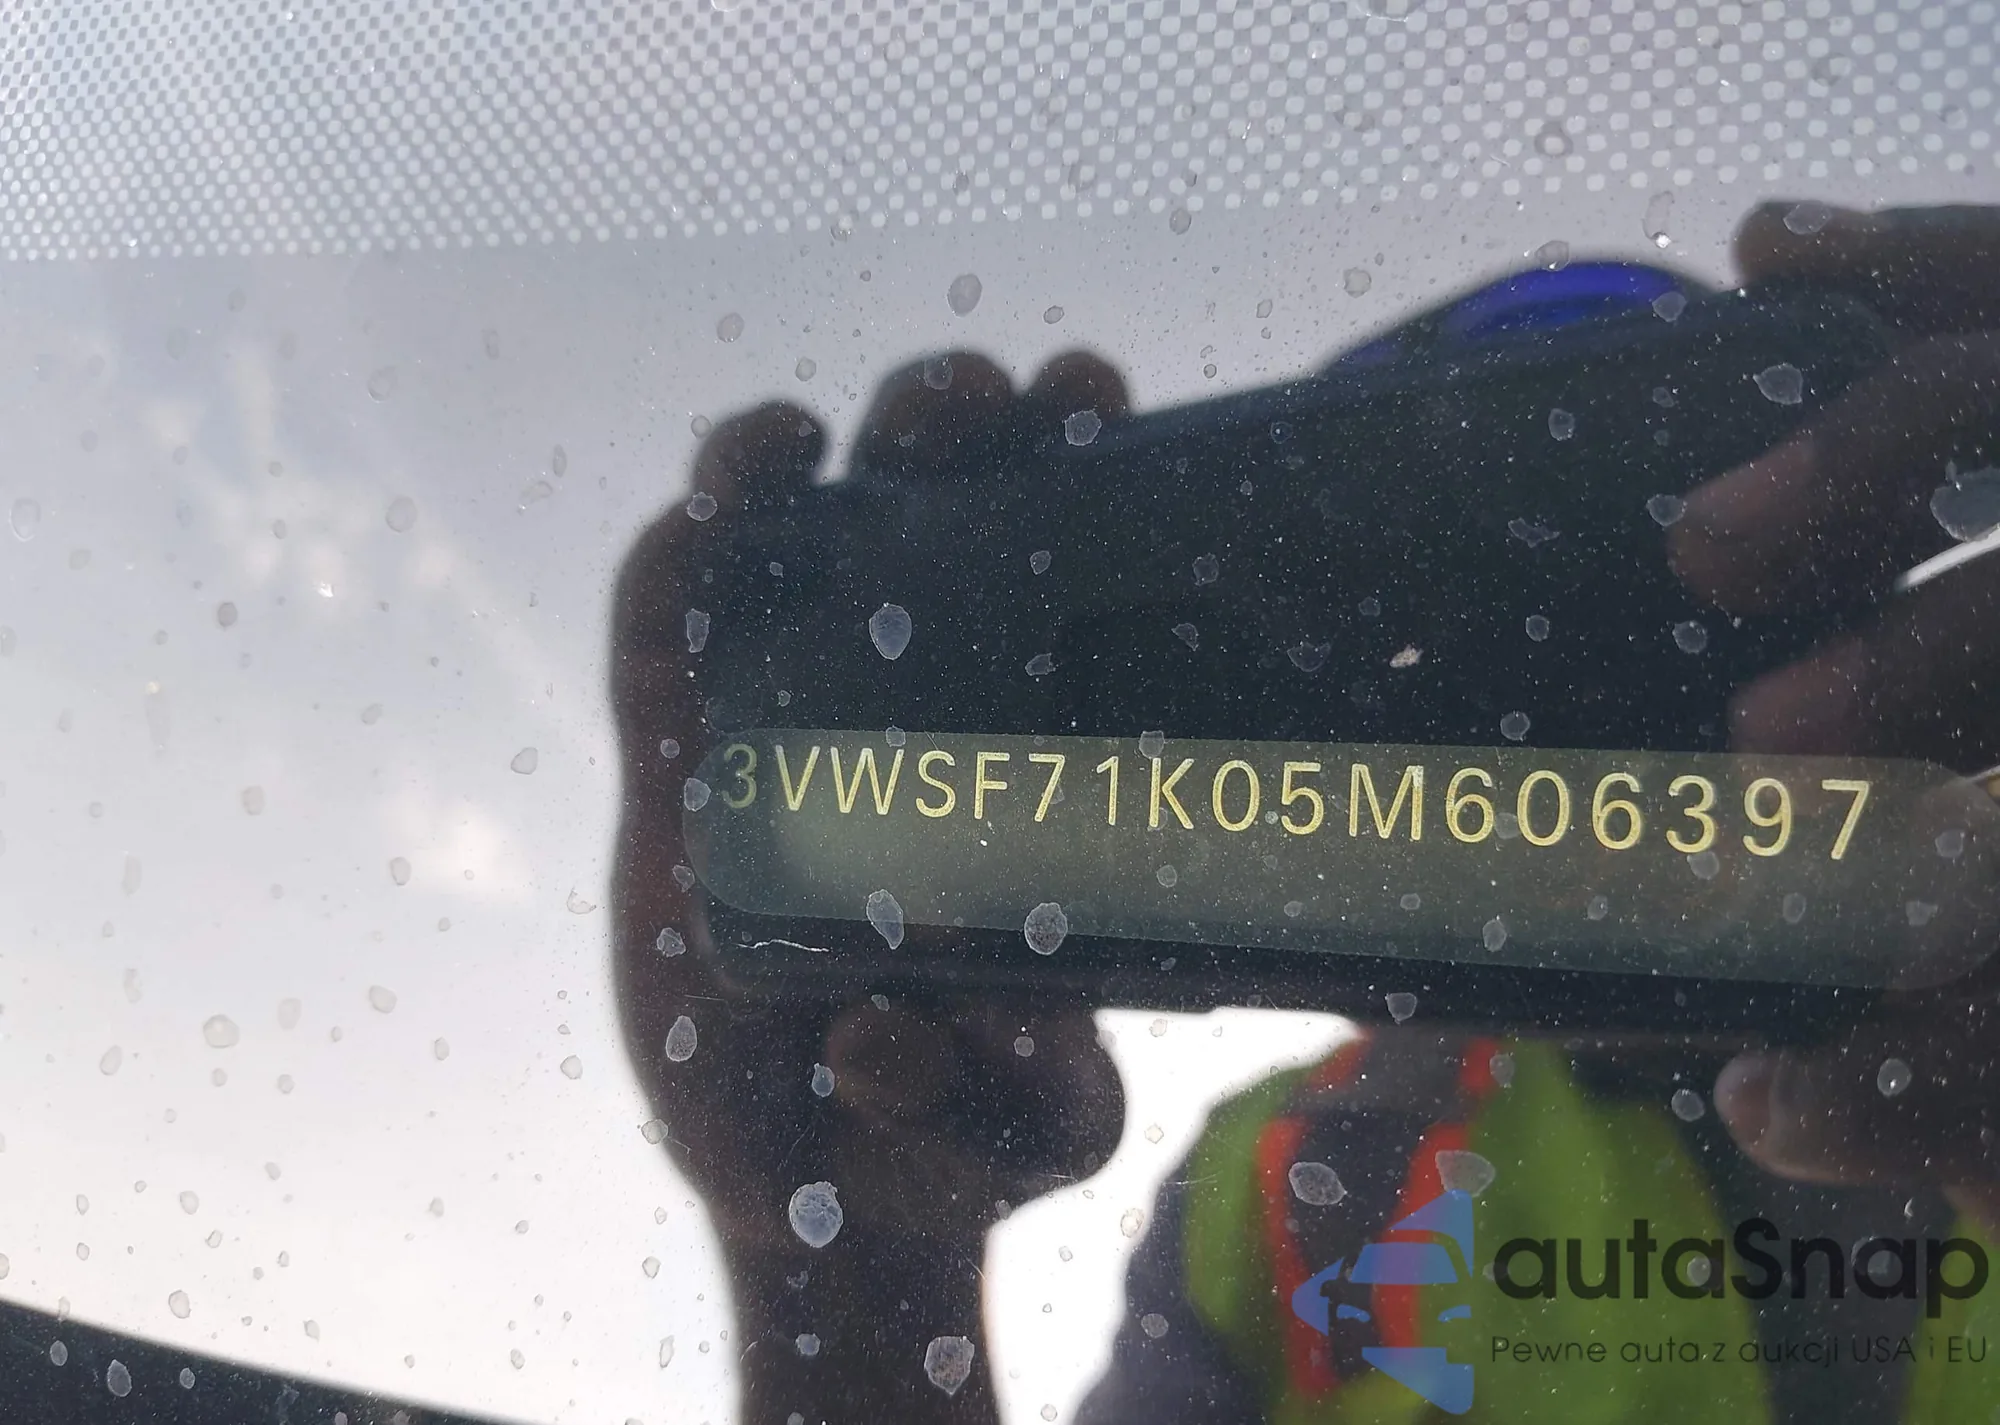 3VWSF71K05M606397
autaSnap
Pewne auta z aukcji USA i EU